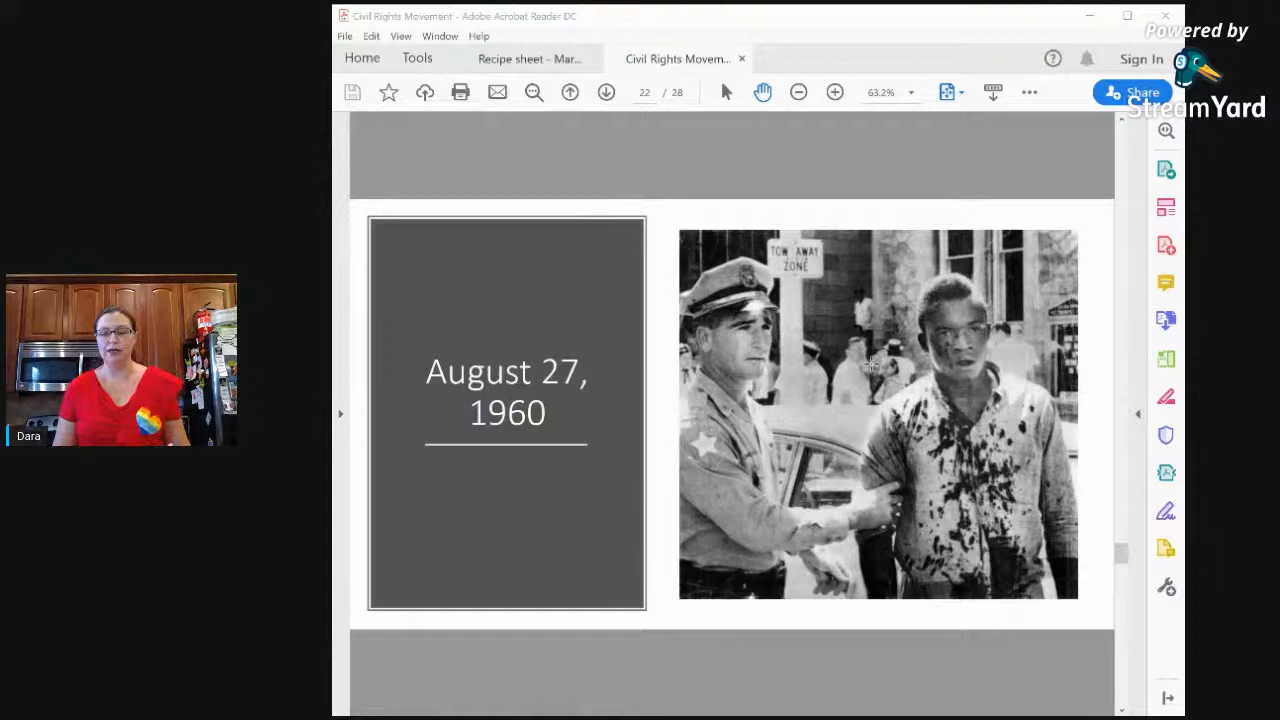 Civil Rights Movement - Adobe Acrobat Reader DC
Powered by
StreamYard
File Edit View Window Help
Home Tools Recipe sheet - Mar... Civil Rights Movem... Sign In
22 / 28 63.2% Share
TOW AWAY
ZONE
August 27,
1960
Dara